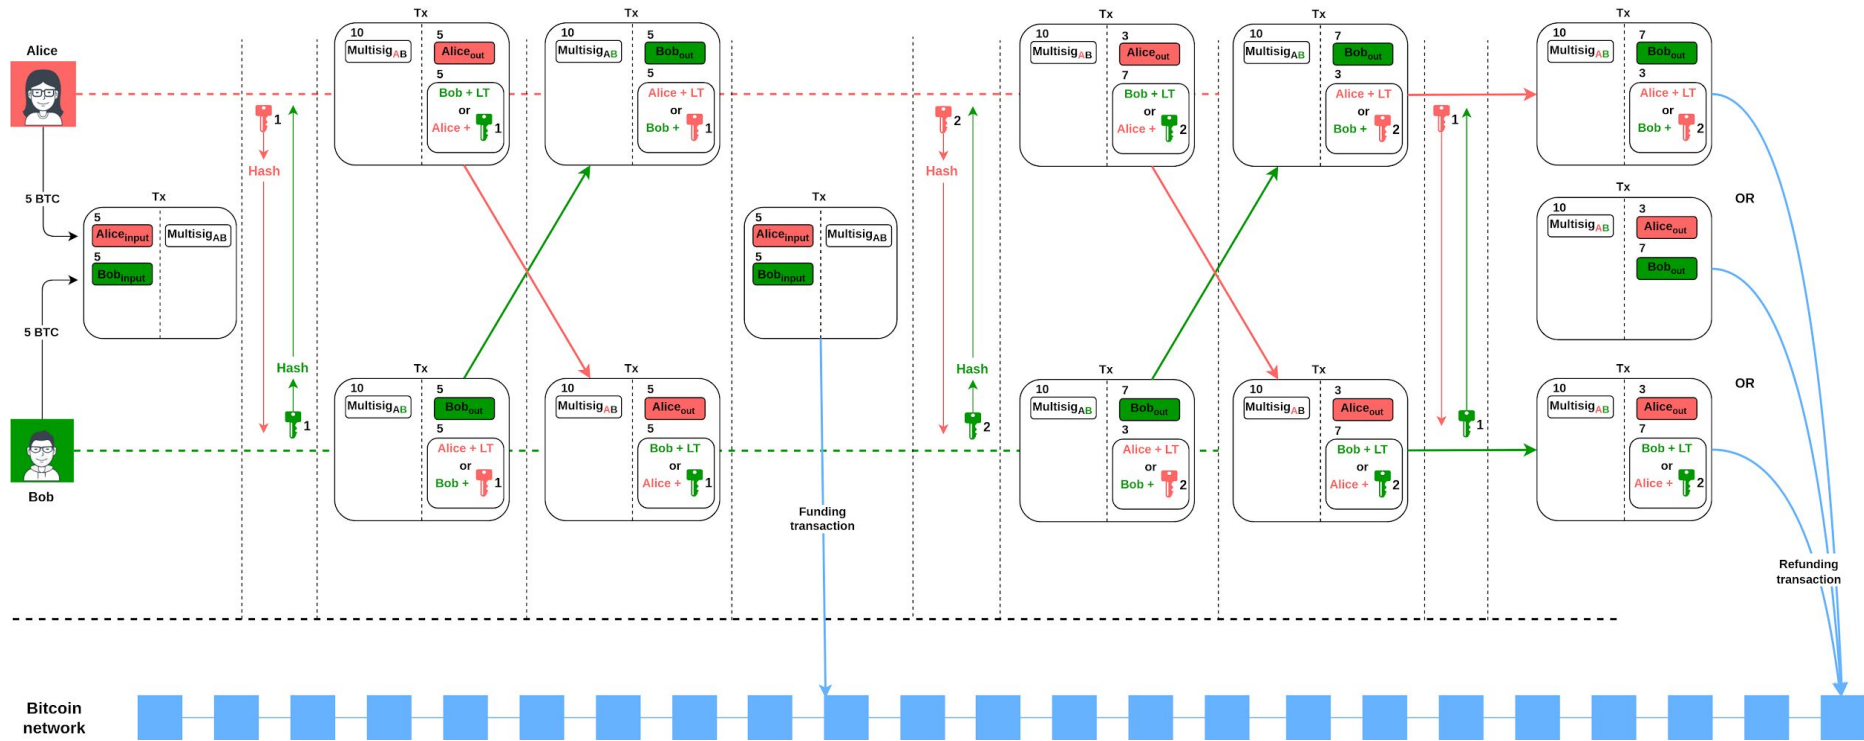 Alice
5 BTC
5 BTC
Bob
Tx
5
Alice input
Multisig AB
5
Bob input
1
Hash
Hash
1
Tx
10
Multisig AB
5
Alice out
5
Bob + LT
or
Alice + 1
Tx
10
Multisig AB
5
Bob out
5
Alice + LT
or
Bob + 1
Tx
10
Multisig AB
5
Bob out
5
Alice + LT
or
Bob + 1
Tx
10
Multisig AB
5
Alice out
5
Bob + LT
or
Alice + 1
Tx
5
Alice input
Multisig AB
5
Bob input
Funding
transaction
2
Hash
Hash
2
Tx
10
Multisig AB
3
Alice out
7
Bob + LT
or
Alice + 2
Tx
10
Multisig AB
7
Bob out
3
Alice + LT
or
Bob + 2
Tx
10
Multisig AB
7
Bob out
3
Alice + LT
or
Bob + 2
Tx
10
Multisig AB
3
Alice out
7
Bob + LT
or
Alice + 2
1
1
Tx
10
Multisig AB
7
Bob out
3
Alice + LT
or
Bob + 2
OR
Tx
10
Multisig AB
3
Alice out
7
Bob out
OR
Tx
10
Multisig AB
3
Alice out
7
Bob + LT
or
Alice + 2
Refunding
transaction
Bitcoin
network